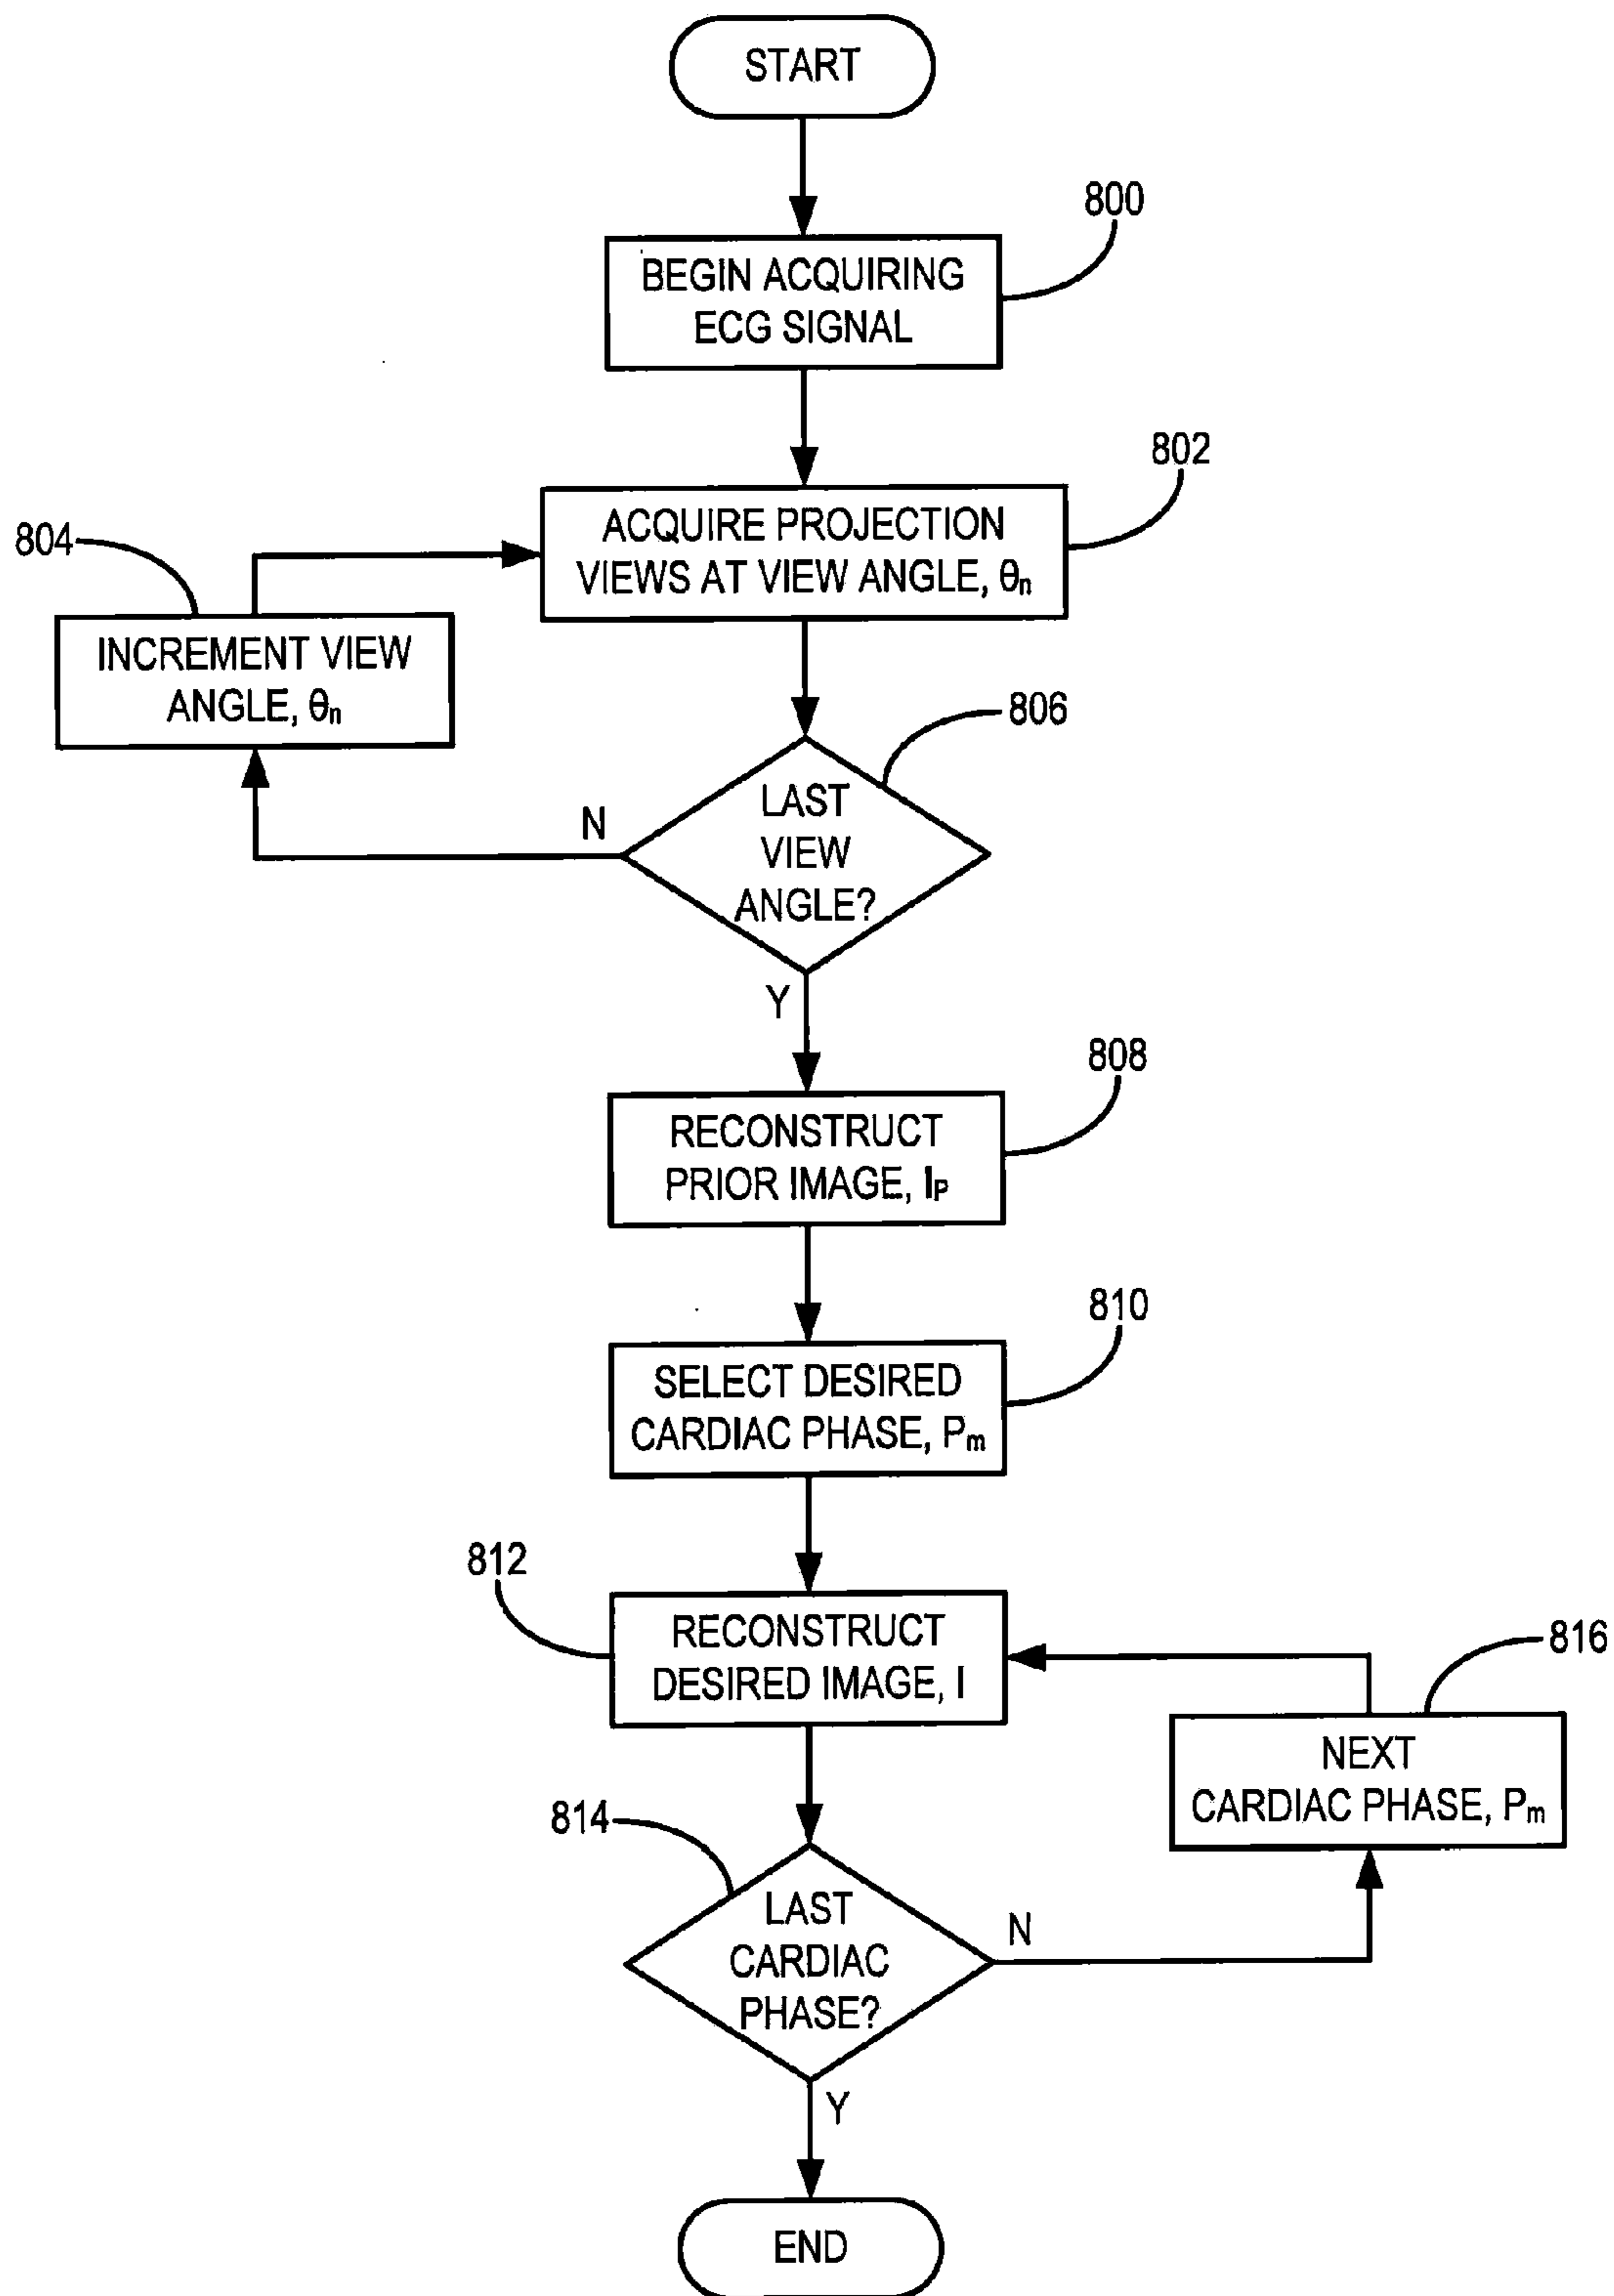 START
800
BEGIN ACQUIRING
ECG SIGNAL
802
ACQUIRE PROJECTION
VIEWS AT VIEW ANGLE, θn
804
INCREMENT VIEW
ANGLE, θn
806
LAST
VIEW
ANGLE?
N
Y
808
RECONSTRUCT
PRIOR IMAGE, IP
810
SELECT DESIRED
CARDIAC PHASE, Pm
812
RECONSTRUCT
DESIRED IMAGE, I
816
NEXT
CARDIAC PHASE, Pm
814
LAST
CARDIAC
PHASE?
N
Y
END